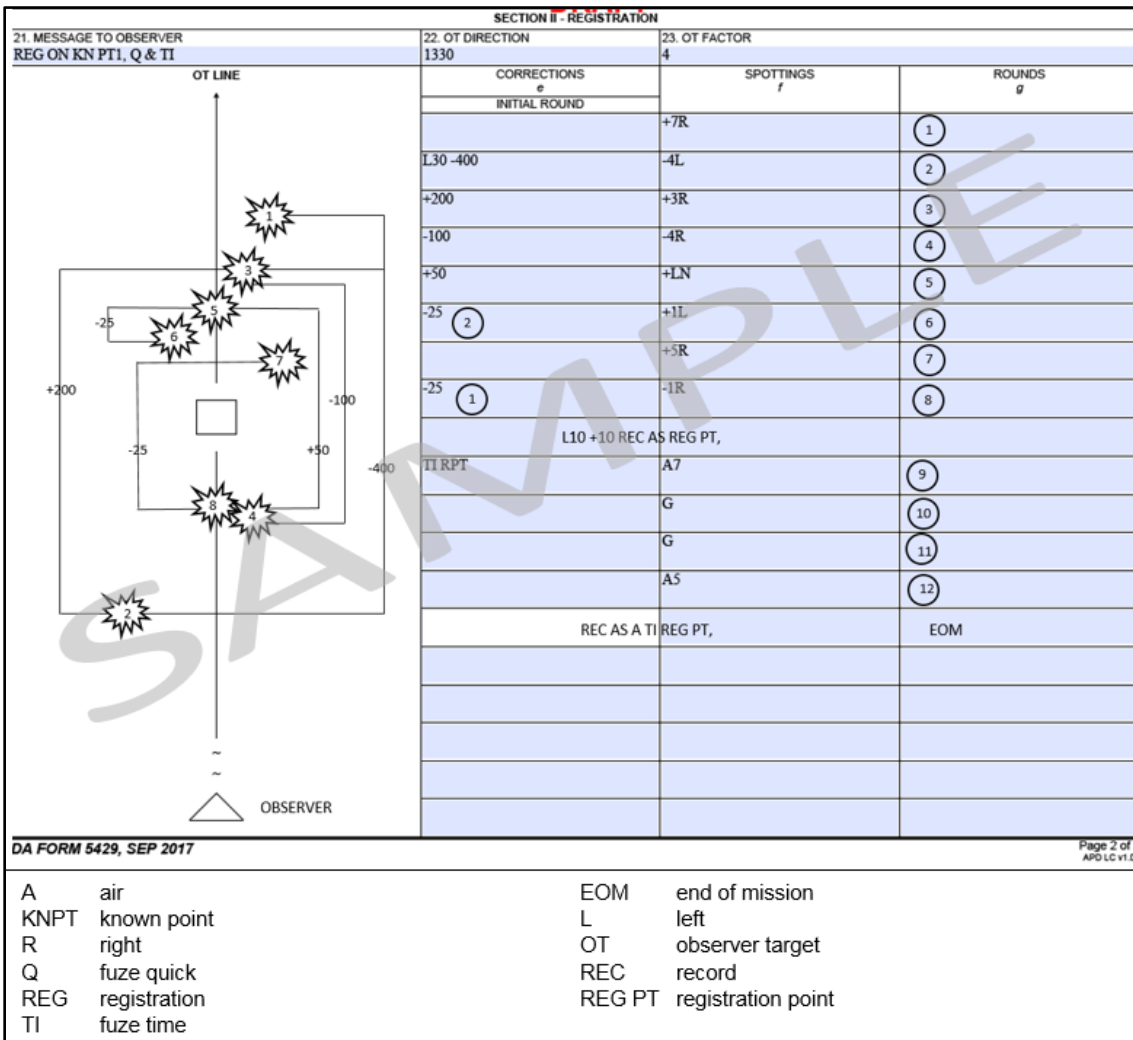 SECTION II - REGISTRATION
21. MESSAGE TO OBSERVER
REG ON KN PT1, Q & TI
22. OT DIRECTION
1330
23. OT FACTOR
4
OT LINE
CORRECTIONS
e
INITIAL ROUND
SPOTTINGS
f
ROUNDS
g
+7R 1
L30 -400 -4L 2
+200 +3R 3
-100 -4R 4
+50 +LN 5
-25 2 +1L 6
+5R 7
-25 1 -1R 8
L10 +10 REC AS REG PT,
TI RPT A7 9
G 10
G 11
A5 12
REC AS A TI REG PT, EOM
1
3
5
-25
6
7
+200
-100
-25
+50
-400
8
4
2
~
~
OBSERVER
SAMPLE
DA FORM 5429, SEP 2017
Page 2 of
A air
KNPT known point
R right
Q fuze quick
REG registration
TI fuze time
EOM end of mission
L left
OT observer target
REC record
REG PT registration point